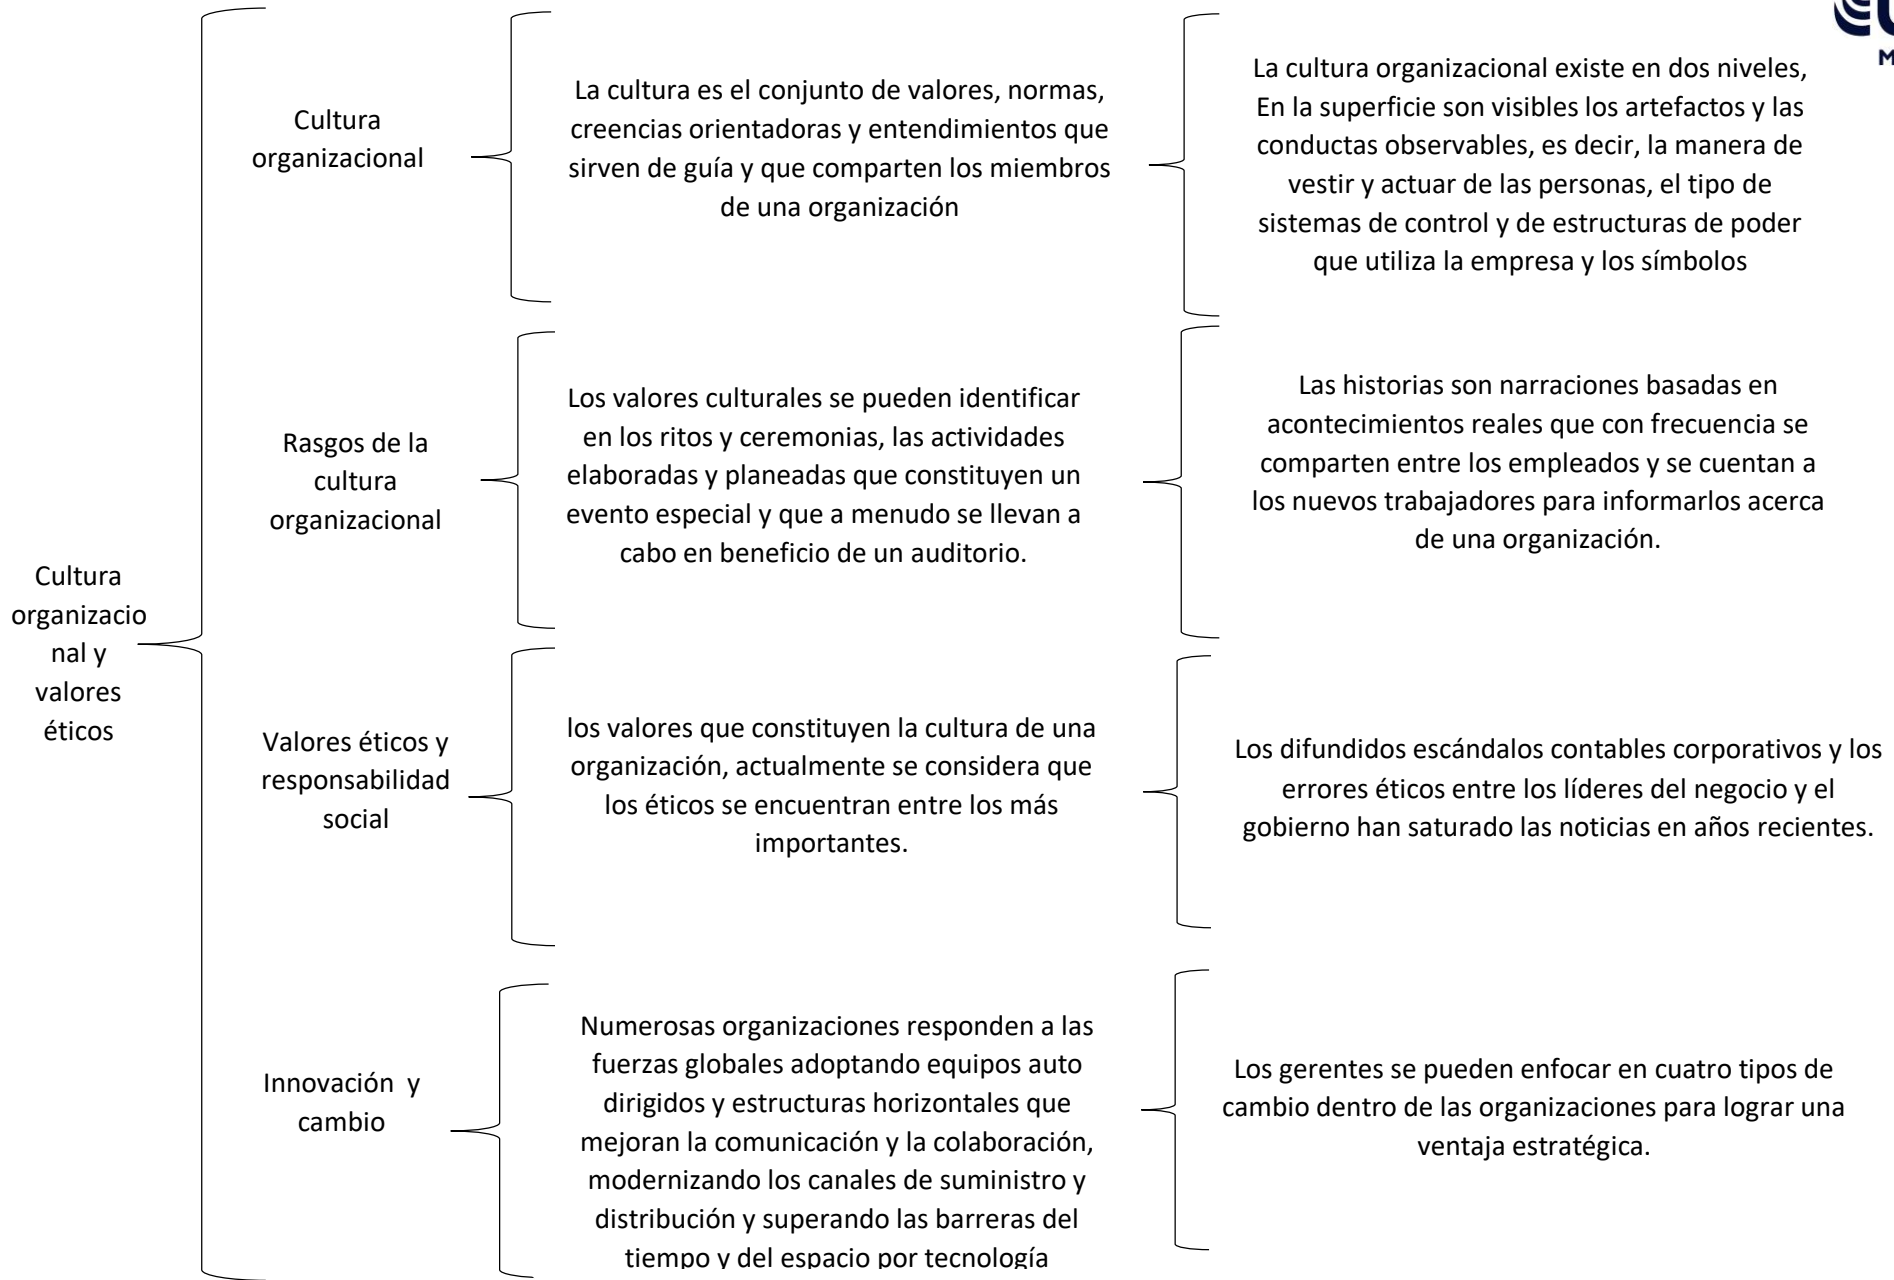 Cultura
organizacio
nal y
valores
éticos
Cultura
organizacional
La cultura es el conjunto de valores, normas,
creencias orientadoras y entendimientos que
sirven de guía y que comparten los miembros
de una organización
La cultura organizacional existe en dos niveles,
En la superficie son visibles los artefactos y las
conductas observables, es decir, la manera de
vestir y actuar de las personas, el tipo de
sistemas de control y de estructuras de poder
que utiliza la empresa y los símbolos
Rasgos de la
cultura
organizacional
Los valores culturales se pueden identificar
en los ritos y ceremonias, las actividades
elaboradas y planeadas que constituyen un
evento especial y que a menudo se llevan a
cabo en beneficio de un auditorio.
Las historias son narraciones basadas en
acontecimientos reales que con frecuencia se
comparten entre los empleados y se cuentan a
los nuevos trabajadores para informarlos acerca
de una organización.
Valores éticos y
responsabilidad
social
los valores que constituyen la cultura de una
organización, actualmente se considera que
los éticos se encuentran entre los más
importantes.
Los difundidos escándalos contables corporativos y los
errores éticos entre los líderes del negocio y el
gobierno han saturado las noticias en años recientes.
Innovación y
cambio
Numerosas organizaciones responden a las
fuerzas globales adoptando equipos auto
dirigidos y estructuras horizontales que
mejoran la comunicación y la colaboración,
modernizando los canales de suministro y
distribución y superando las barreras del
tiempo y del espacio por tecnología
Los gerentes se pueden enfocar en cuatro tipos de
cambio dentro de las organizaciones para lograr una
ventaja estratégica.